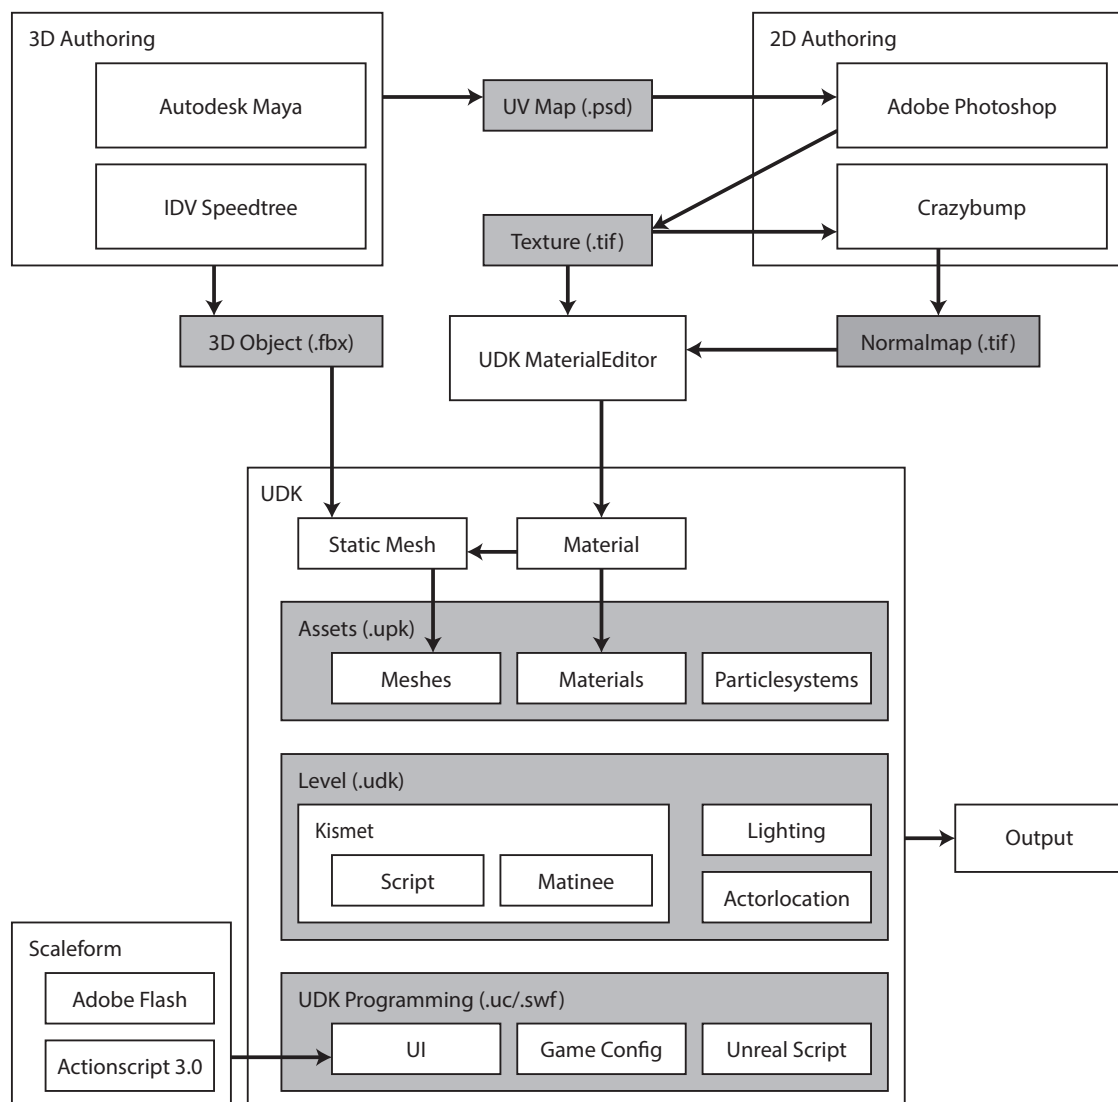 3D Authoring
2D Authoring
Autodesk Maya
UV Map (.psd)
Adobe Photoshop
IDV Speedtree
Texture (.tif)
Crazybump
3D Object (.fbx)
UDK MaterialEditor
Normalmap (.tif)
UDK
Static Mesh
Material
Assets (.upk)
Meshes
Materials
Particlesystems
Level (.udk)
Kismet
Script
Matinee
Lighting
Actorlocation
Output
Scaleform
Adobe Flash
Actionscript 3.0
UDK Programming (.uc/.swf)
UI
Game Config
Unreal Script